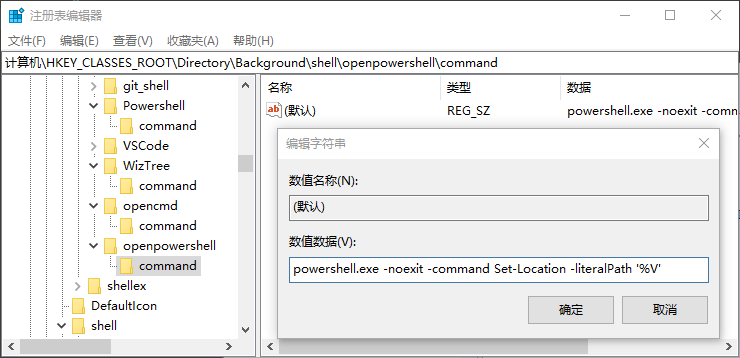 注册表编辑器
文件(F) 编辑(E) 查看(V) 收藏夹(A) 帮助(H)
计算机\HKEY_CLASSES_ROOT\Directory\Background\shell\openpowershell\command
git_shell
Powershell
command
VSCode
WizTree
command
opencmd
command
openpowershell
command
shellex
DefaultIcon
shell
名称 类型 数据
ab (默认) REG_SZ powershell.exe -noexit -comm
编辑字符串
数值名称(N):
(默认)
数值数据(V):
powershell.exe -noexit -command Set-Location -literalPath '%V'
确定 取消